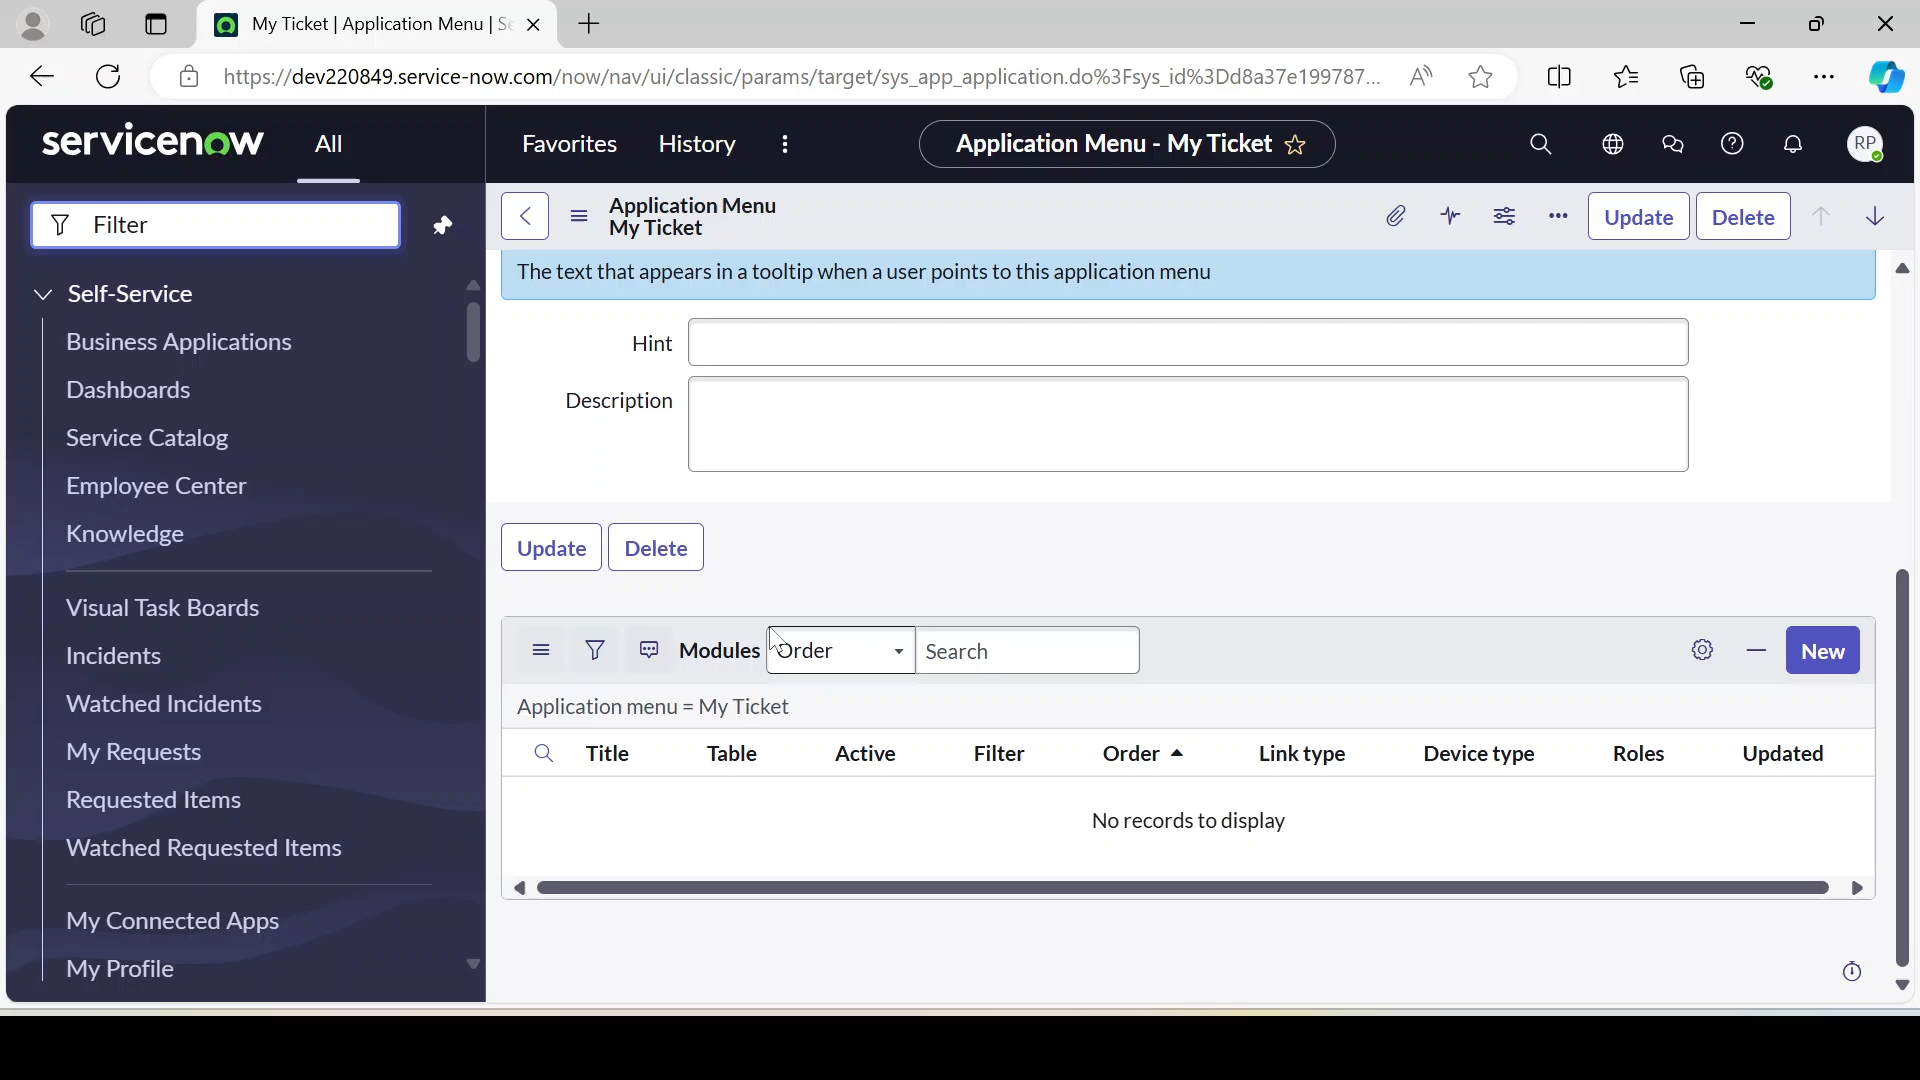 My Ticket | Application Menu | Se
https://dev220849.service-now.com/now/nav/ui/classic/params/target/sys_app_application.do%3Fsys_id%3Dd8a37e199787...
servicenow
All
Favorites
History
Application Menu - My Ticket
RP
Filter
Self-Service
Business Applications
Dashboards
Service Catalog
Employee Center
Knowledge
Visual Task Boards
Incidents
Watched Incidents
My Requests
Requested Items
Watched Requested Items
My Connected Apps
My Profile
Application Menu
My Ticket
Update
Delete
The text that appears in a tooltip when a user points to this application menu
Hint
Description
Update
Delete
Modules
Order
Search
New
Application menu = My Ticket
Title Table Active Filter Order Link type Device type Roles Updated
No records to display